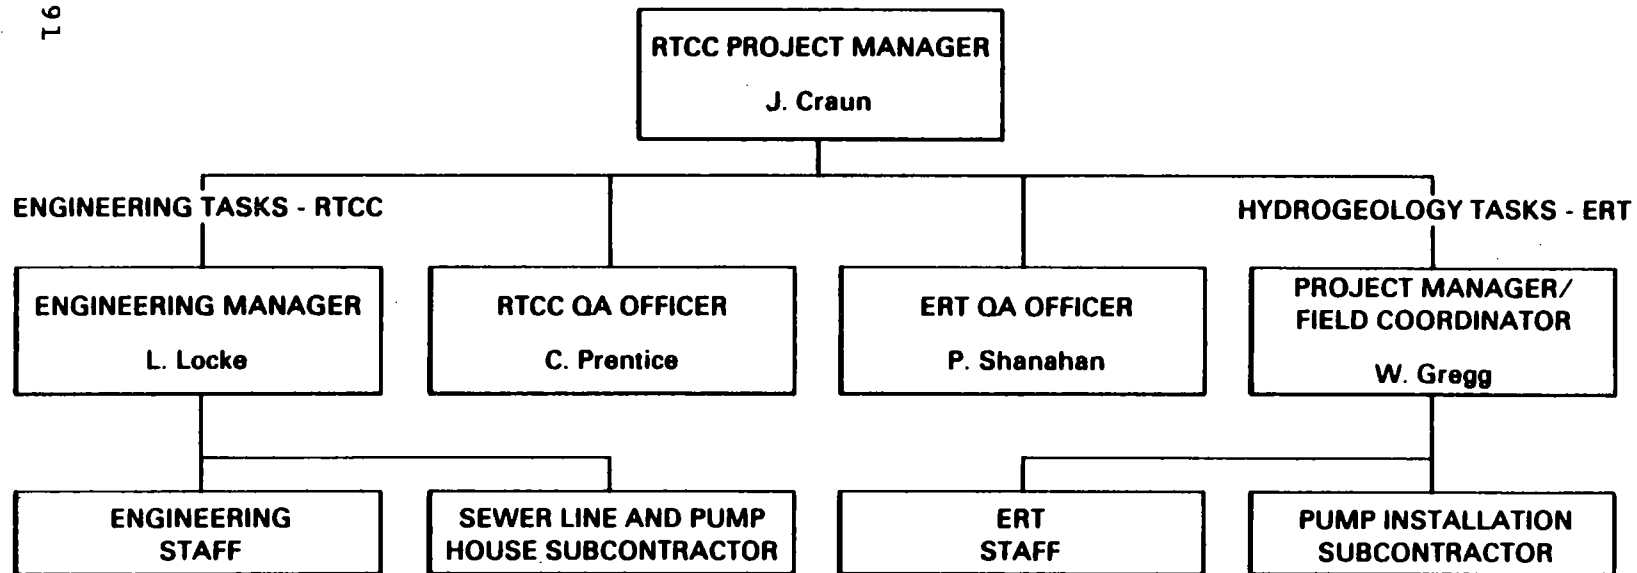 91
RTCC PROJECT MANAGER
J. Craun
ENGINEERING TASKS - RTCC
HYDROGEOLOGY TASKS - ERT
ENGINEERING MANAGER
L. Locke
RTCC QA OFFICER
C. Prentice
ERT QA OFFICER
P. Shanahan
PROJECT MANAGER/
FIELD COORDINATOR
W. Gregg
ENGINEERING
STAFF
SEWER LINE AND PUMP
HOUSE SUBCONTRACTOR
ERT
STAFF
PUMP INSTALLATION
SUBCONTRACTOR